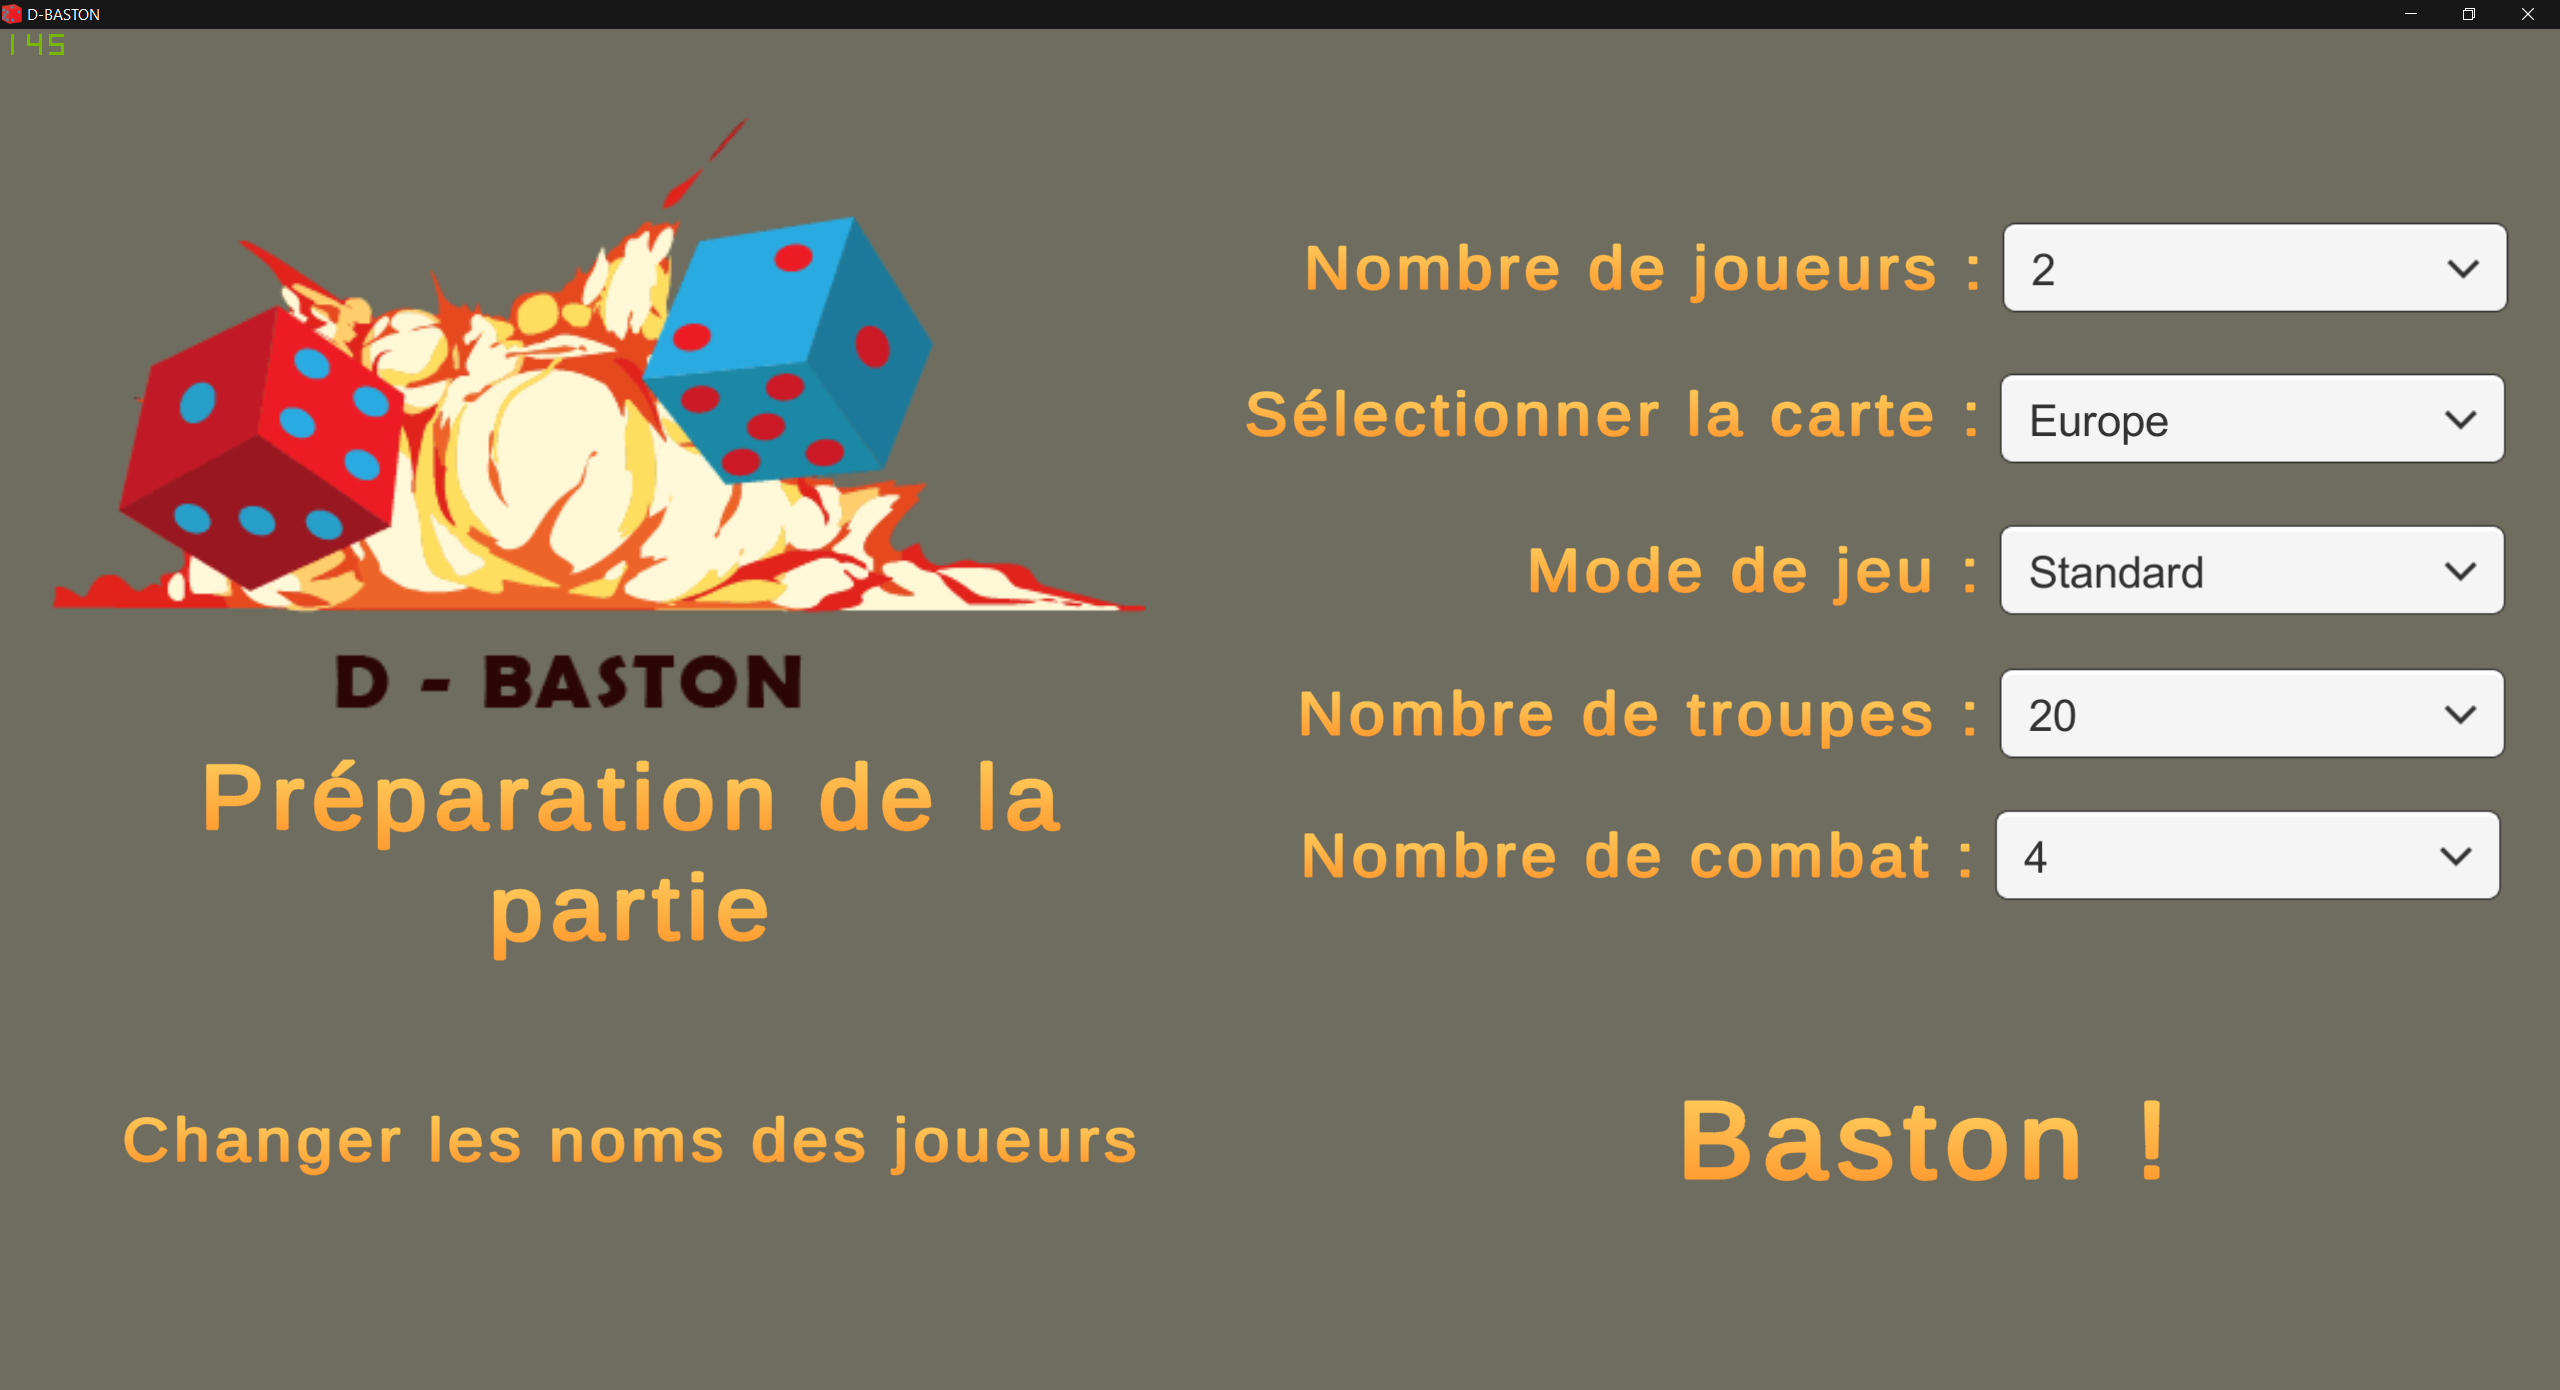 D-BASTON
145
D - BASTON
Préparation de la
partie
Changer les noms des joueurs
Nombre de joueurs : 2
Sélectionner la carte : Europe
Mode de jeu : Standard
Nombre de troupes : 20
Nombre de combat : 4
Baston !